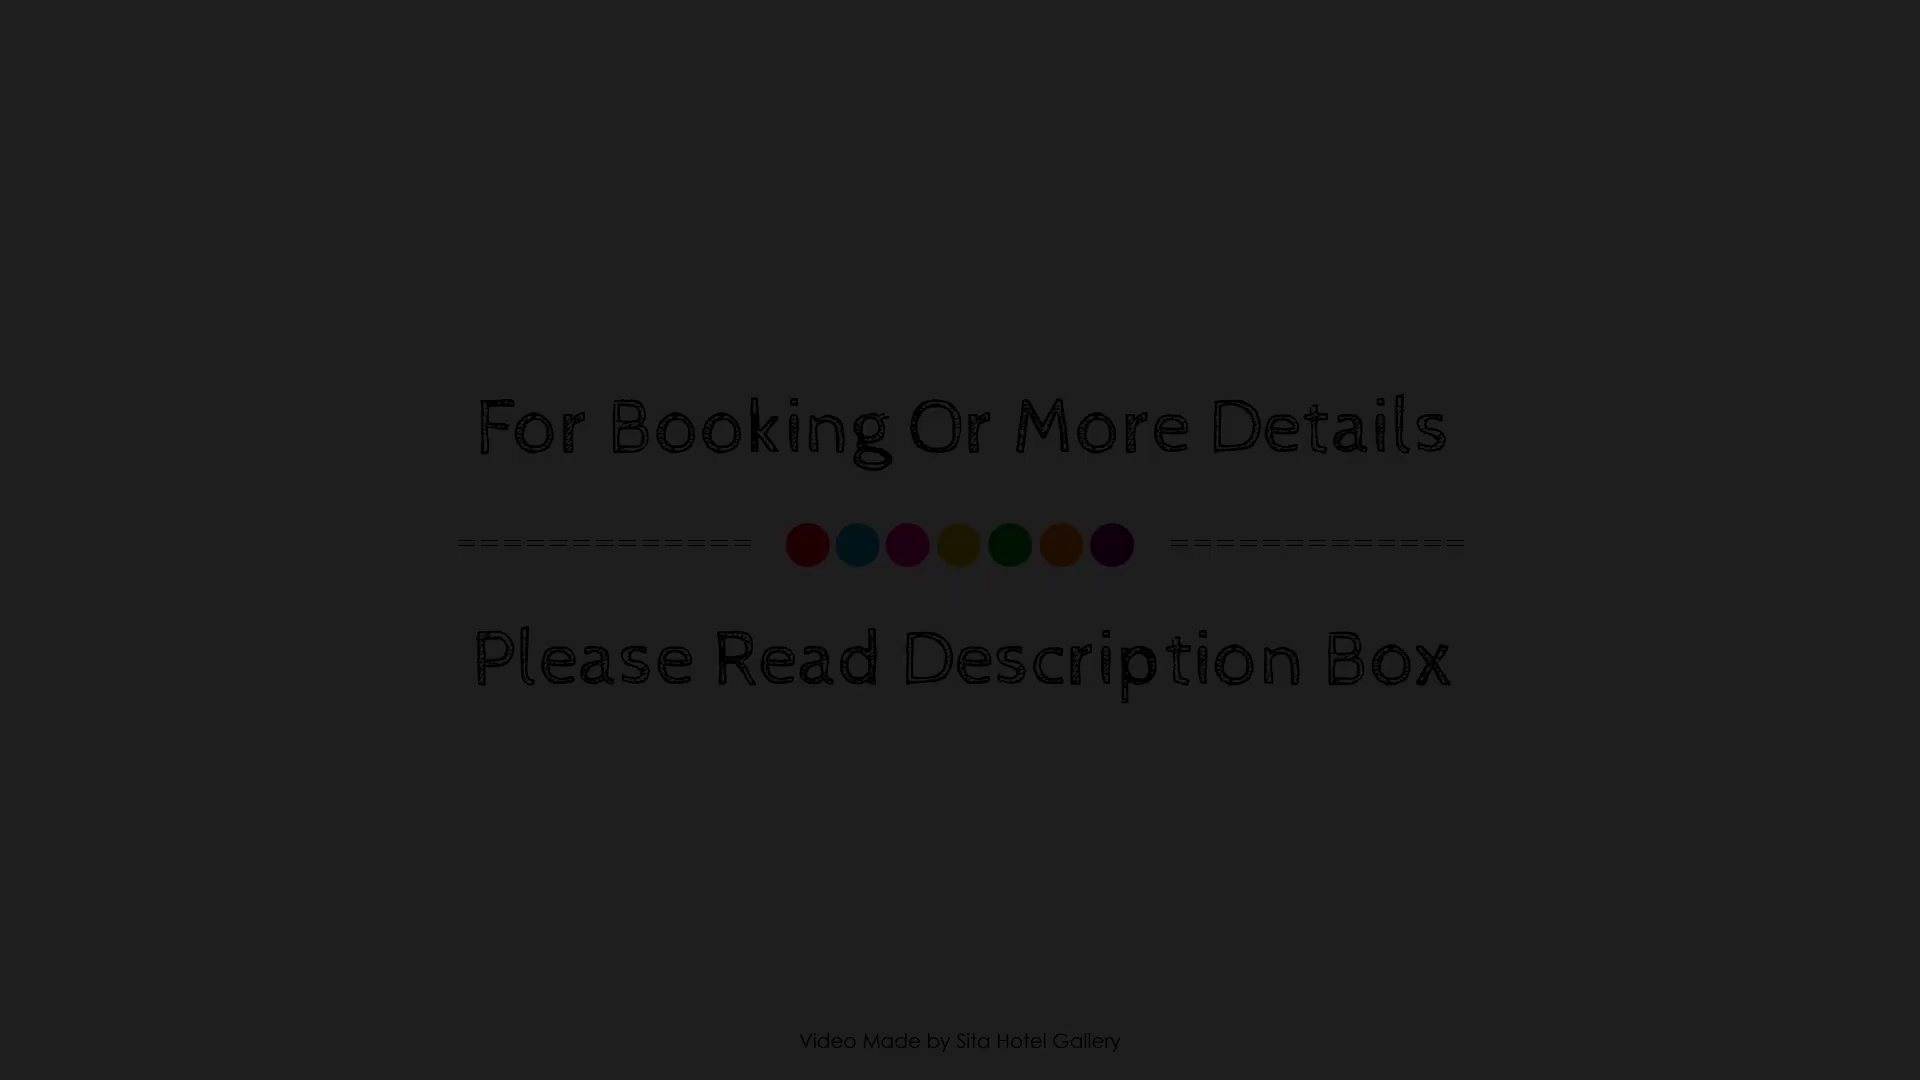 For Booking Or More Details
============= =============
Please Read Description Box
Video Made by Sita Hotel Gallery